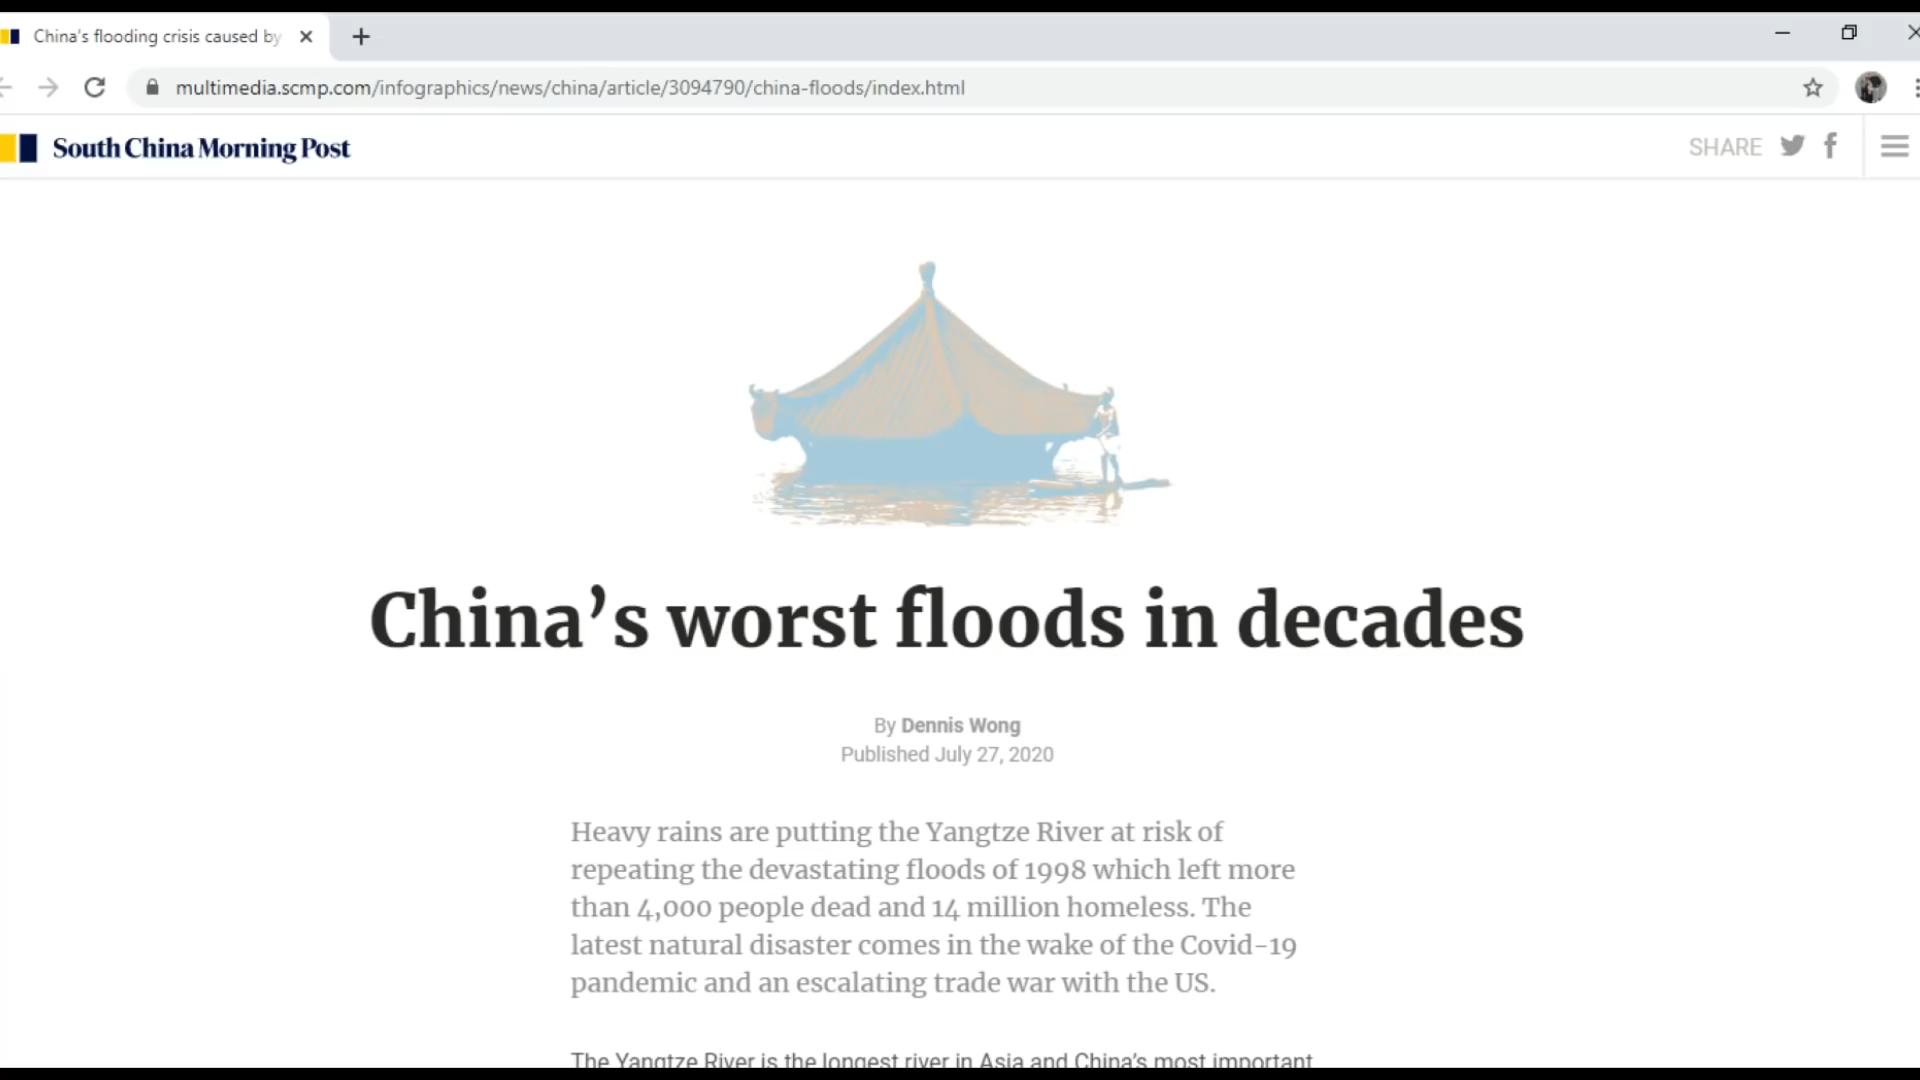 China's flooding crisis caused by
multimedia.scmp.com/infographics/news/china/article/3094790/china-floods/index.html
South China Morning Post
SHARE
China’s worst floods in decades
By Dennis Wong
Published July 27, 2020
Heavy rains are putting the Yangtze River at risk of
repeating the devastating floods of 1998 which left more
than 4,000 people dead and 14 million homeless. The
latest natural disaster comes in the wake of the Covid-19
pandemic and an escalating trade war with the US.
The Yangtze River is the longest river in Asia and China’s most important